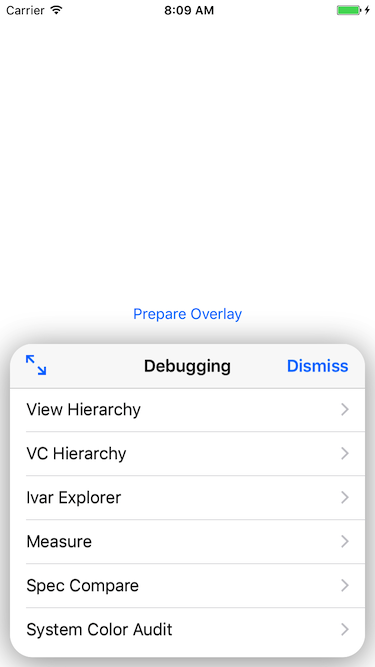 Carrier 8:09 AM
Prepare Overlay
Debugging Dismiss
View Hierarchy
VC Hierarchy
Ivar Explorer
Measure
Spec Compare
System Color Audit